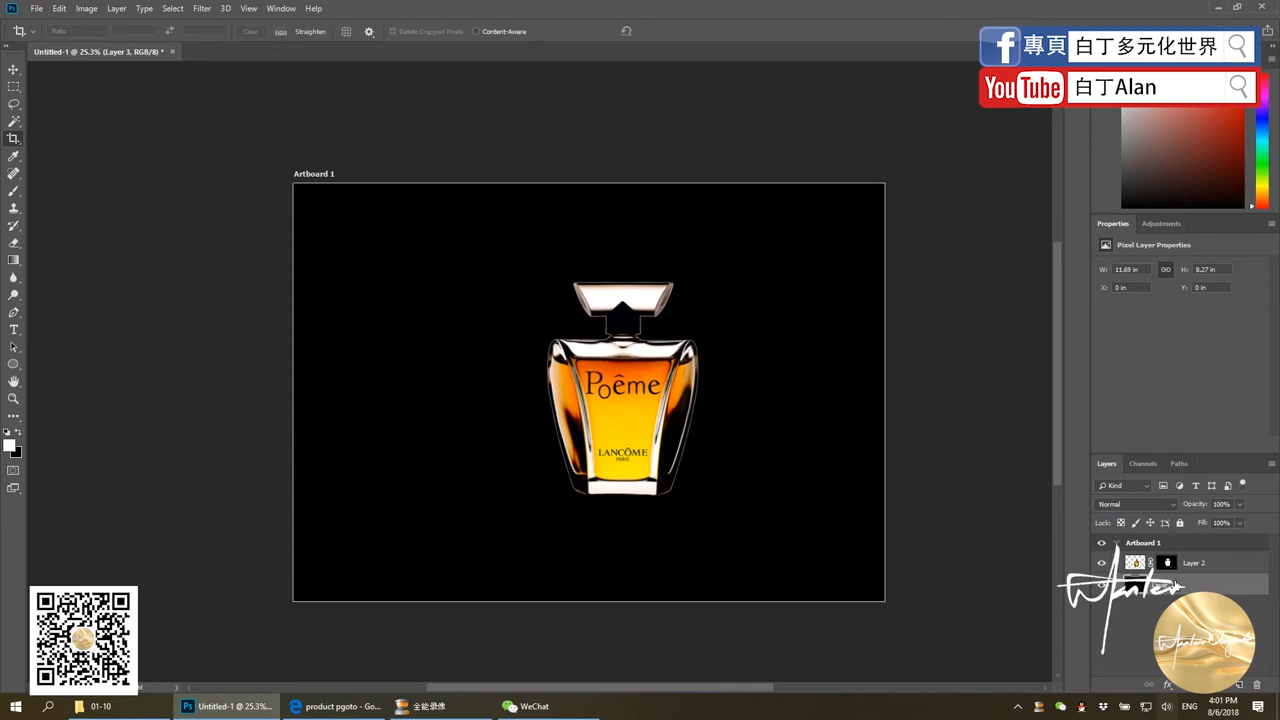 Ps File Edit Image Layer Type Select Filter 3D View Window Help
Ratio Clear Straighten Delete Cropped Pixels Content-Aware
Untitled-1 @ 25.3% (Layer 3, RGB/8) *
專頁 白丁多元化世界
YouTube 白丁Alan
Artboard 1
Poême
LANCÔME
PARIS
Properties Adjustments
Pixel Layer Properties
W: 11.69 in H: 8.27 in
X: 0 in Y: 0 in
Layers Channels Paths
Kind
Normal Opacity: 100%
Lock: Fill: 100%
Artboard 1
Layer 2
Ps Untitled-1 @ 25.3%...
01-10
product pgoto - Go...
全能录像
WeChat
ENG
4:01 PM
8/6/2018